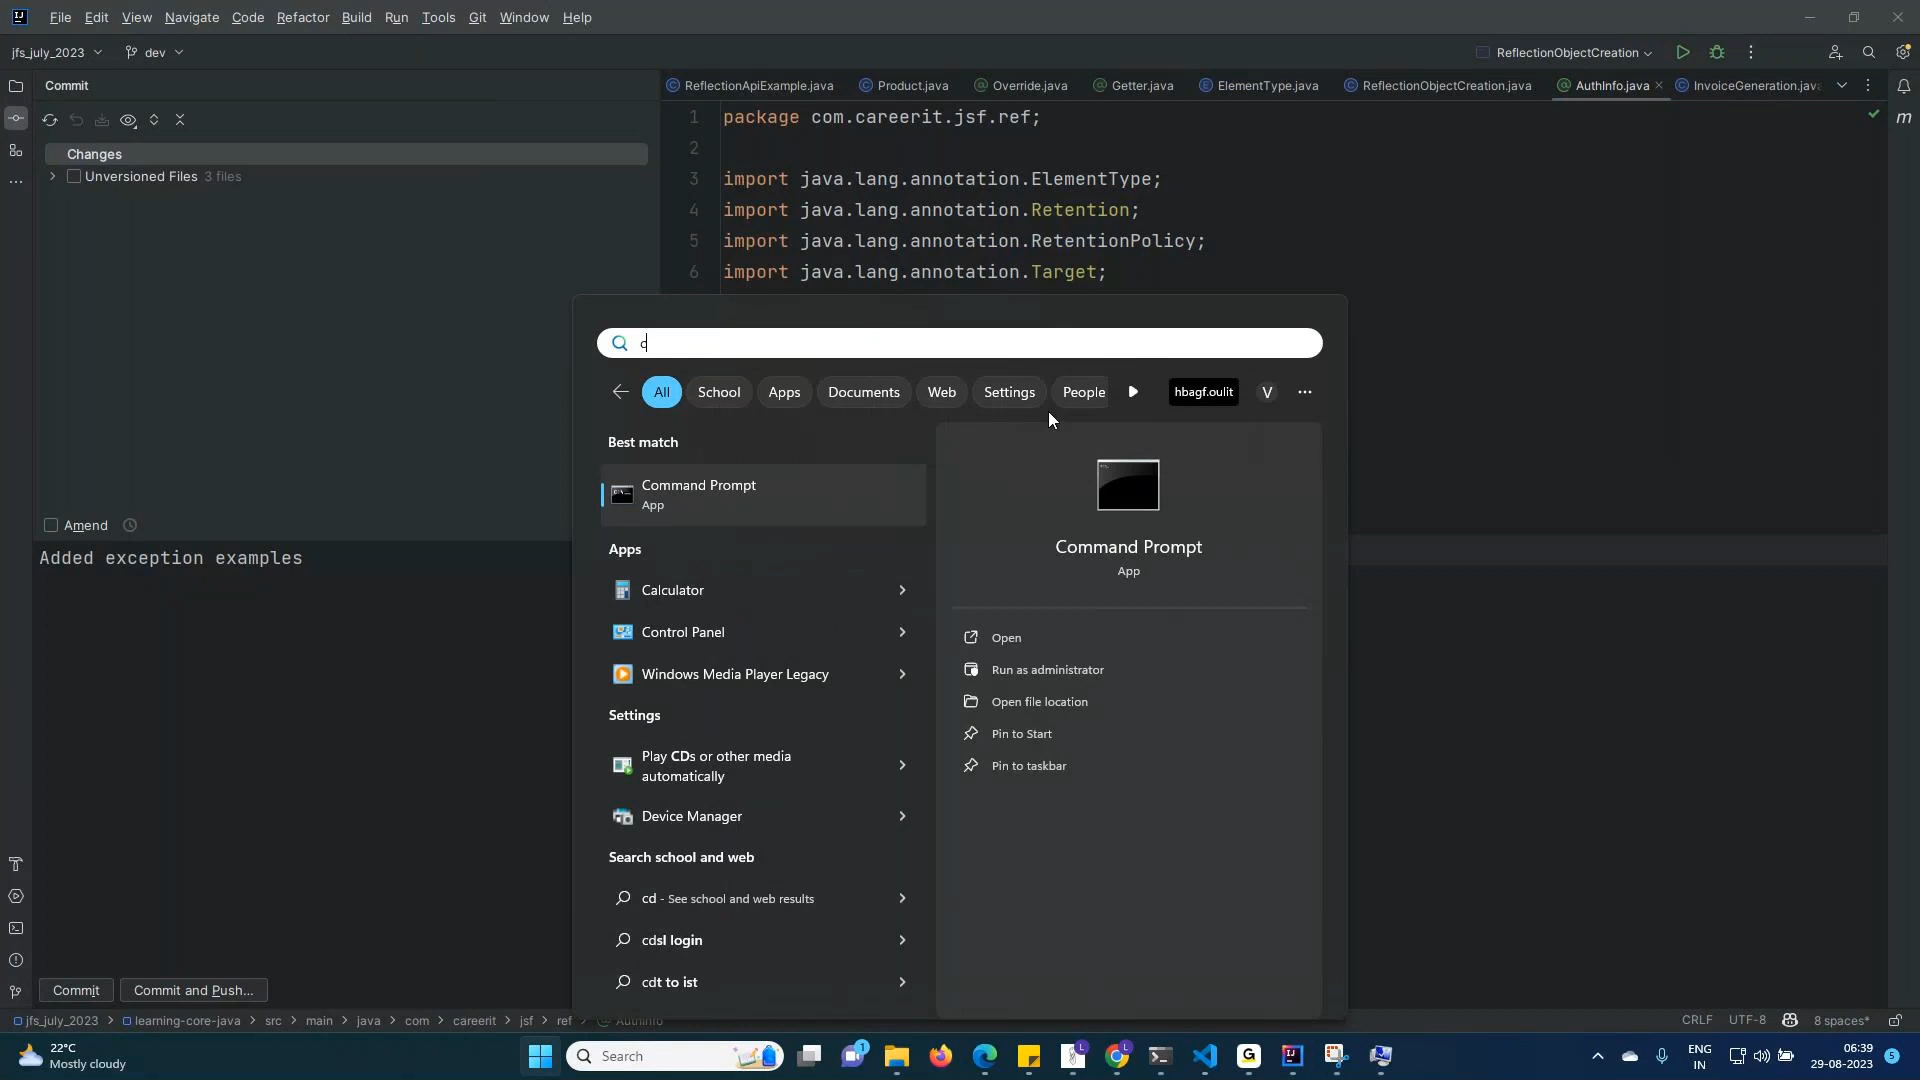 File Edit View Navigate Code Refactor Build Run Tools Git Window Help
jfs_july_2023 dev ReflectionObjectCreation
Commit
ReflectionApiExample.java Product.java Override.java Getter.java ElementType.java ReflectionObjectCreation.java AuthInfo.java InvoiceGeneration.java
Changes
Unversioned Files 3 files
1 package com.careerit.jsf.ref;
2
3 import java.lang.annotation.ElementType;
4 import java.lang.annotation.Retention;
5 import java.lang.annotation.RetentionPolicy;
6 import java.lang.annotation.Target;
c
All School Apps Documents Web Settings People hbagf.oulit V
Best match
Command Prompt
App
Apps
Calculator
Control Panel
Windows Media Player Legacy
Settings
Play CDs or other media
automatically
Device Manager
Search school and web
cd - See school and web results
cdsl login
cdt to ist
Command Prompt
App
Open
Run as administrator
Open file location
Pin to Start
Pin to taskbar
Amend
Added exception examples
Commit Commit and Push...
jfs_july_2023 learning-core-java src main java com careerit jsf ref AuthInfo
CRLF UTF-8 8 spaces*
22°C
Mostly cloudy
Search
1
L
L
ENG
IN
06:39
29-08-2023
5